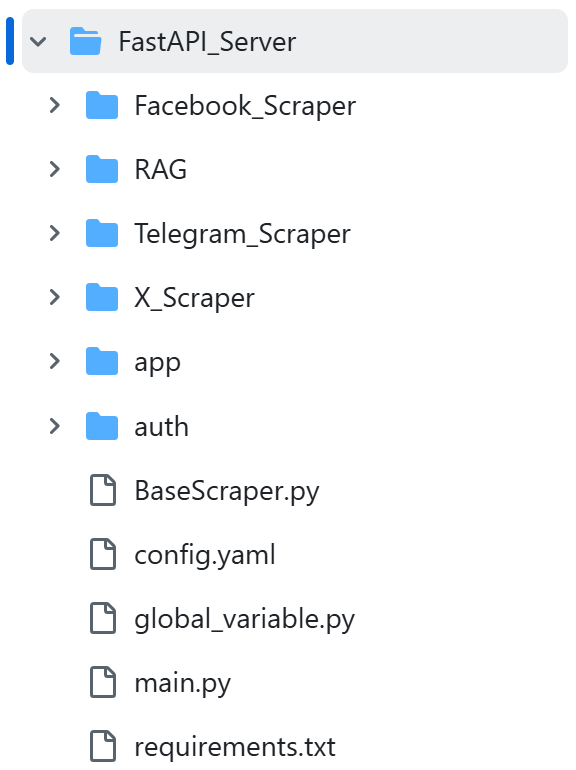 FastAPI_Server
Facebook_Scraper
RAG
Telegram_Scraper
X_Scraper
app
auth
BaseScraper.py
config.yaml
global_variable.py
main.py
requirements.txt